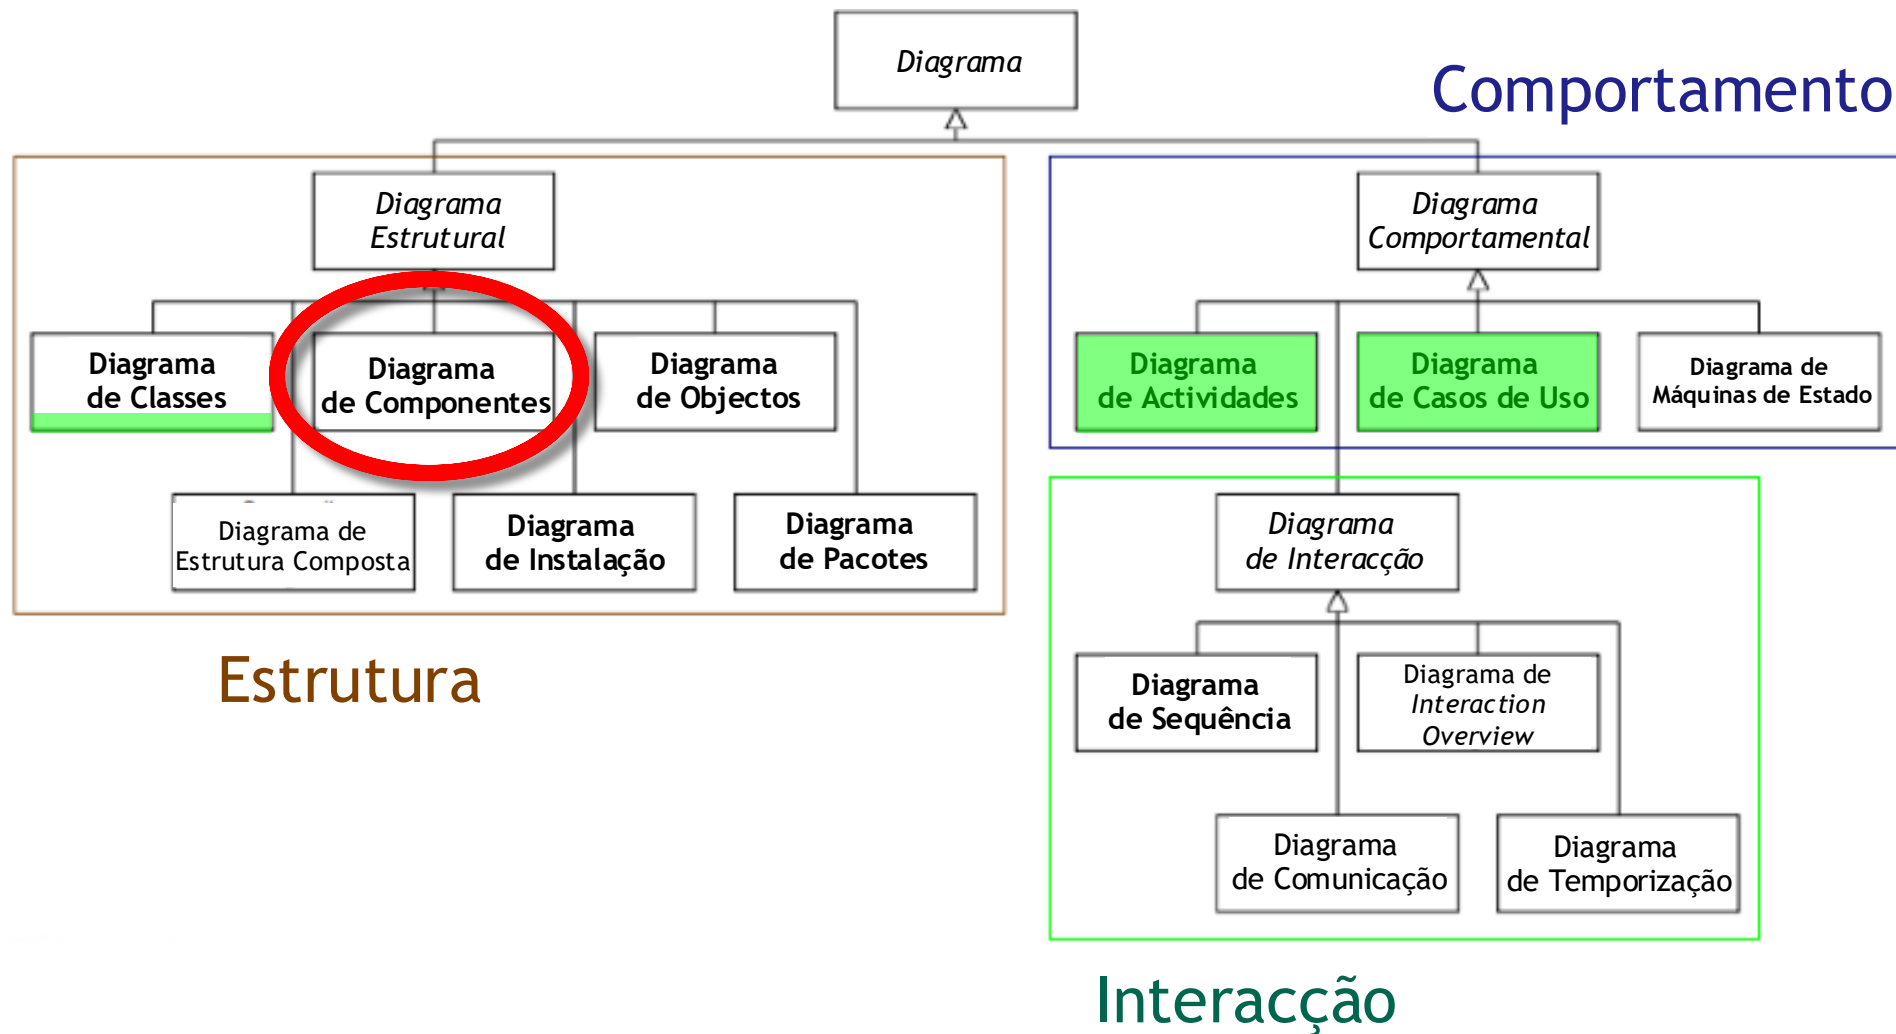 Diagrama
Comportamento
Diagrama
Estrutural
Diagrama
Comportamental
Diagrama
de Classes
Diagrama
de Componentes
Diagrama
de Objectos
Diagrama
de Actividades
Diagrama
de Casos de Uso
Diagrama de
Máquinas de Estado
Diagrama de
Estrutura Composta
Diagrama
de Instalação
Diagrama
de Pacotes
Diagrama
de Interacção
Estrutura
Diagrama
de Sequência
Diagrama de
Interaction
Overview
Diagrama
de Comunicação
Diagrama
de Temporização
Interacção